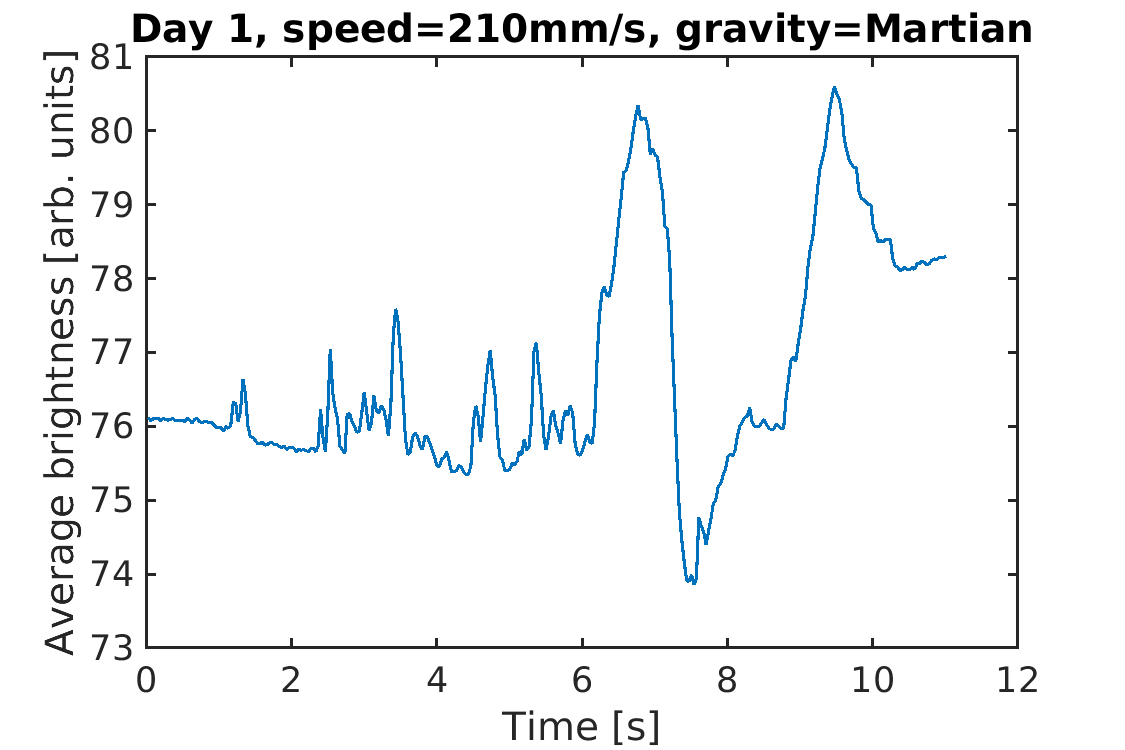 Day 1, speed=210mm/s, gravity=Martian
Average brightness [arb. units]
81
80
79
78
77
76
75
74
73
0 2 4 6 8 10 12
Time [s]